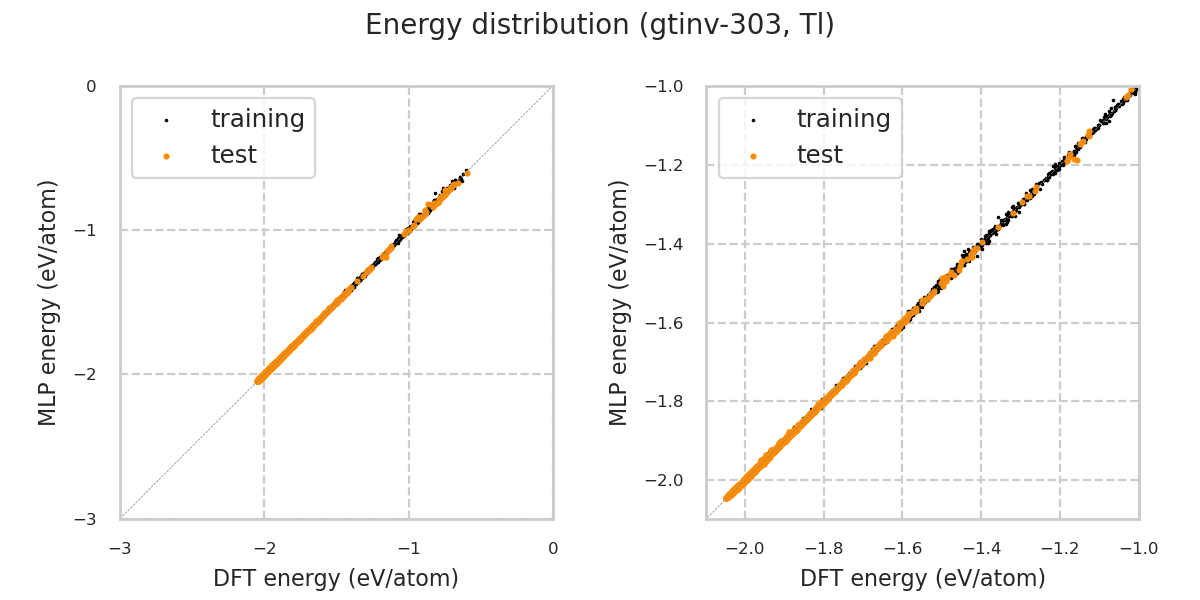 Energy distribution (gtinv-303, Tl)
training
test
0
−1
−2
−3
−3
−2
−1
0
MLP energy (eV/atom)
DFT energy (eV/atom)
training
test
−1.0
−1.2
−1.4
−1.6
−1.8
−2.0
−2.0
−1.8
−1.6
−1.4
−1.2
−1.0
MLP energy (eV/atom)
DFT energy (eV/atom)